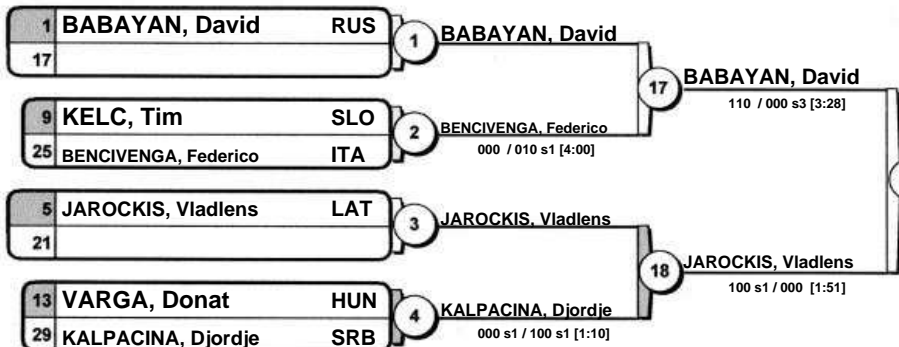 1 BABAYAN, David RUS
17
1
BABAYAN, David
9 KELC, Tim SLO
25 BENCIVENGA, Federico ITA
2
BENCIVENGA, Federico
000 / 010 s1 [4:00]
17
BABAYAN, David
110 / 000 s3 [3:28]
5 JAROCKIS, Vladlens LAT
21
3
JAROCKIS, Vladlens
13 VARGA, Donat HUN
29 KALPACINA, Djordje SRB
4
KALPACINA, Djordje
000 s1 / 100 s1 [1:10]
18
JAROCKIS, Vladlens
100 s1 / 000 [1:51]